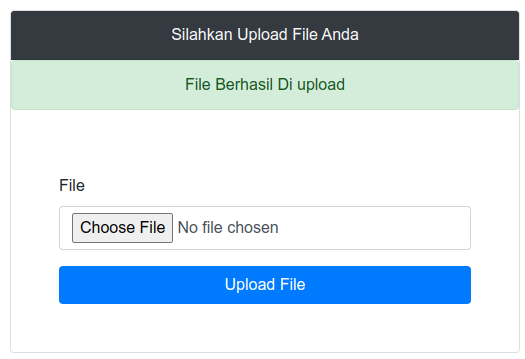 Silahkan Upload File Anda
File Berhasil Di upload
File
Choose File No file chosen
Upload File